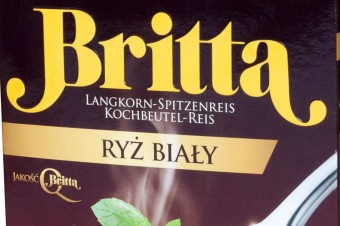 Britta
LANGKORN-SPITZENREIS
KOCHBEUTEL-REIS
RYŻ BIAŁY
JAKOŚĆ Britta